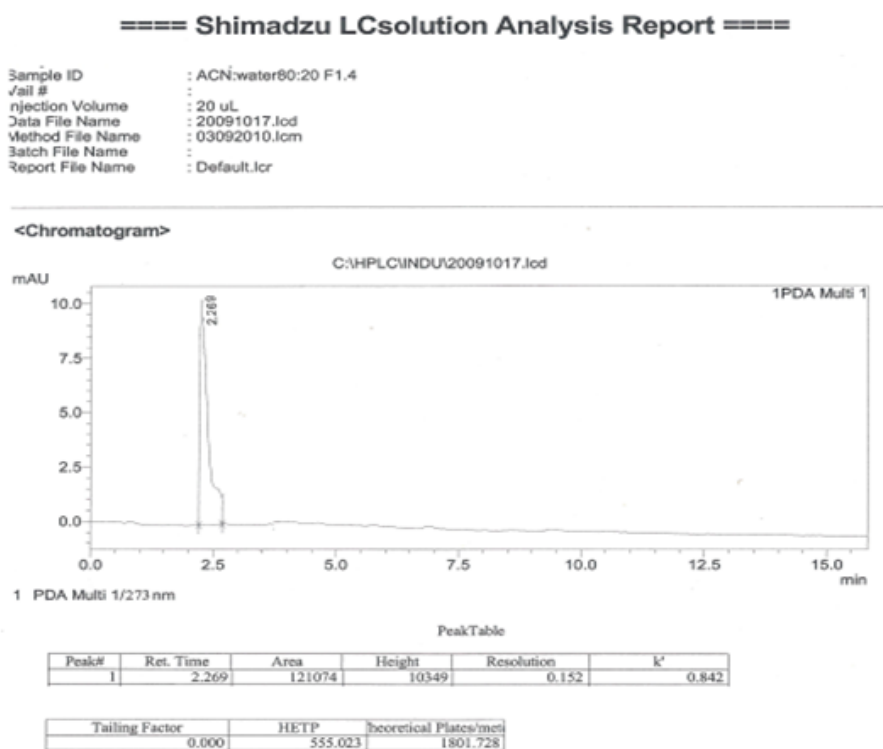 ==== Shimadzu LCsolution Analysis Report ====
Sample ID : ACN:water80:20 F1.4
Vail # :
njection Volume : 20 uL
Data File Name : 20091017.lcd
Method File Name : 03092010.lcm
Batch File Name :
Report File Name : Default.lcr
<Chromatogram>
C:\HPLC\INDU\20091017.lcd
mAU
1PDA Multi 1
10.0
2.269
7.5
5.0
2.5
0.0
0.0 2.5 5.0 7.5 10.0 12.5 15.0
min
1 PDA Multi 1/273 nm
PeakTable
Peak# Ret. Time Area Height Resolution k'
1 2.269 121074 10349 0.152 0.842
Tailing Factor HETP heoretical Plates/met
0.000 555.023 1801.728